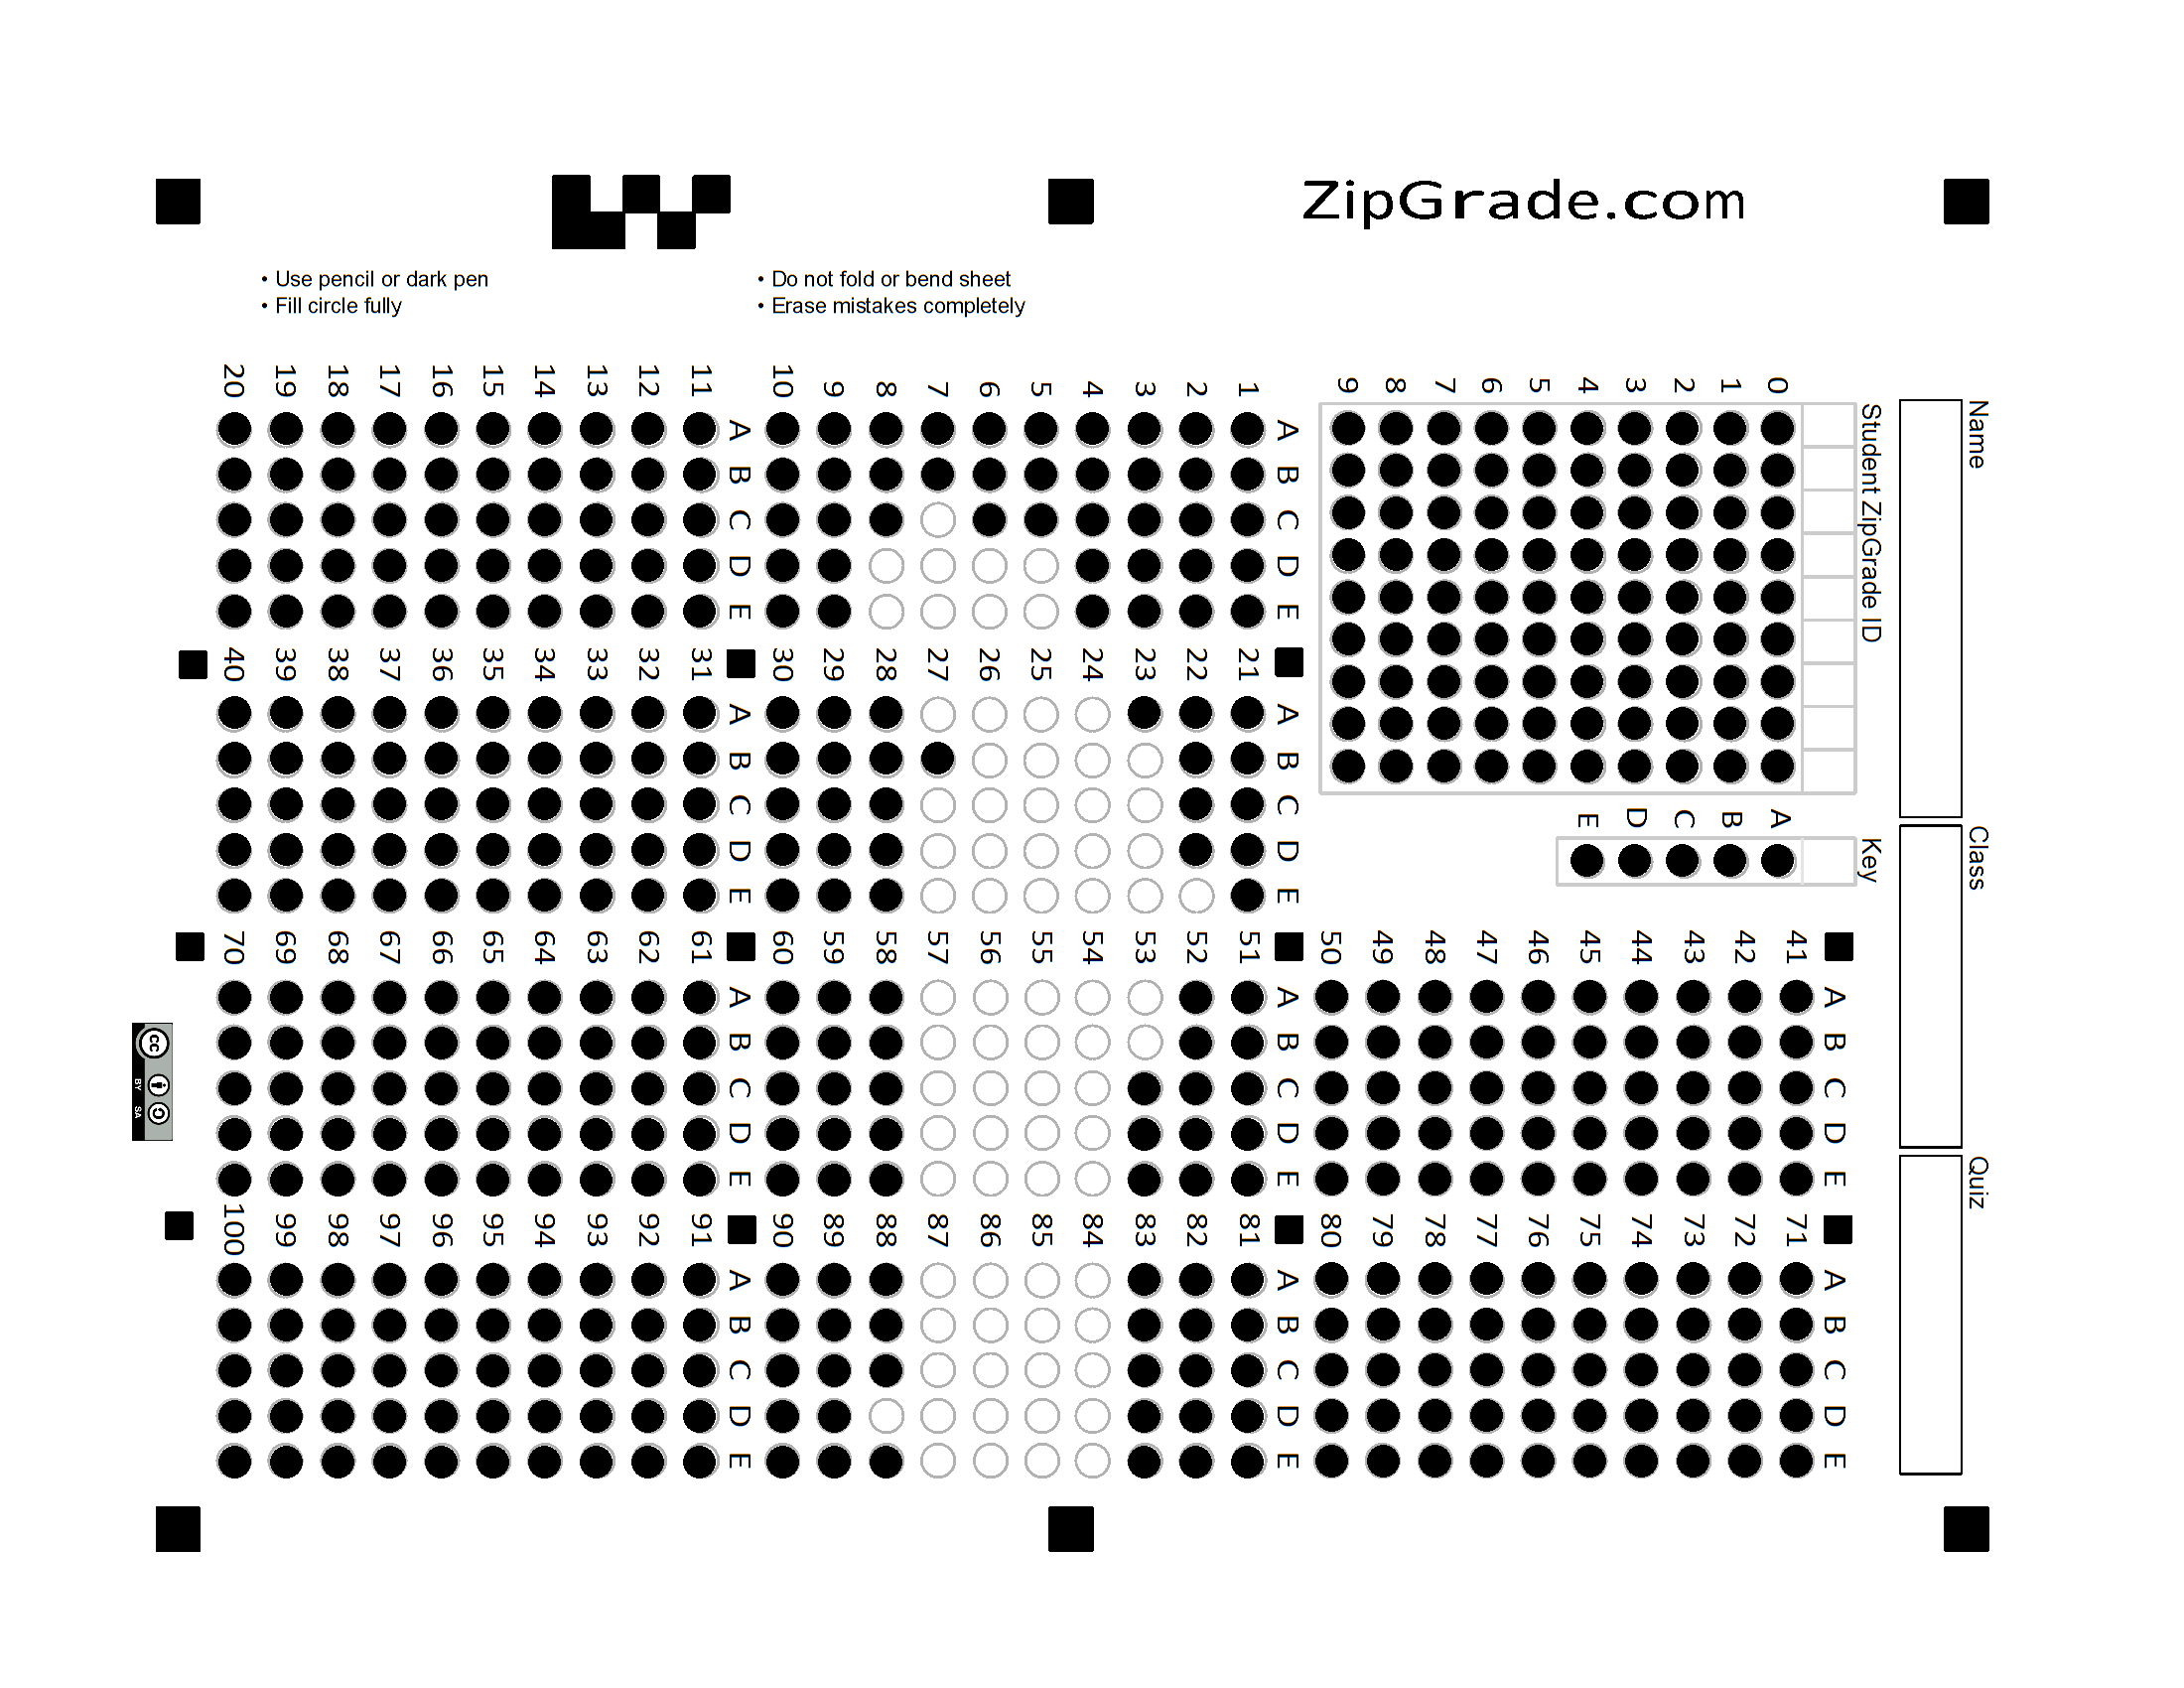 ZipGrade.com
• Use pencil or dark pen
• Fill circle fully
• Do not fold or bend sheet
• Erase mistakes completely
Name
Class
Quiz
Student ZipGrade ID
0 1 2 3 4 5 6 7 8 9
Key
A B C D E
A B C D E
1 2 3 4 5 6 7 8 9 10
A B C D E
11 12 13 14 15 16 17 18 19 20
A B C D E
21 22 23 24 25 26 27 28 29 30
A B C D E
31 32 33 34 35 36 37 38 39 40
A B C D E
41 42 43 44 45 46 47 48 49 50
A B C D E
51 52 53 54 55 56 57 58 59 60
A B C D E
61 62 63 64 65 66 67 68 69 70
A B C D E
71 72 73 74 75 76 77 78 79 80
A B C D E
81 82 83 84 85 86 87 88 89 90
A B C D E
91 92 93 94 95 96 97 98 99 100
cc BY SA